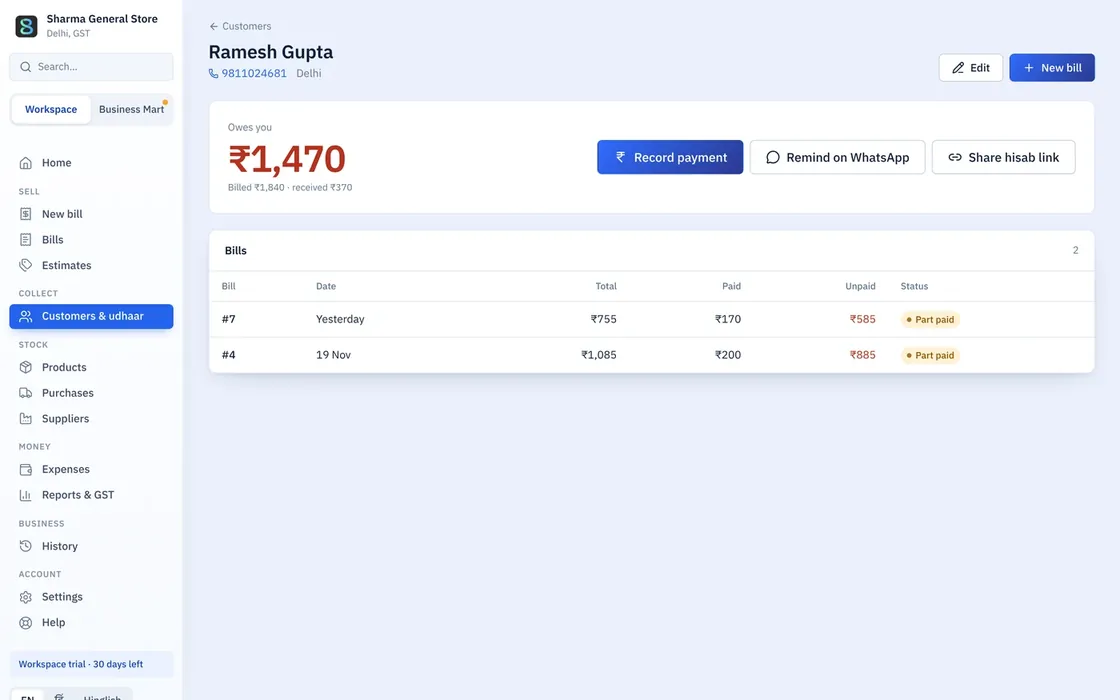 Sharma General Store
Delhi, GST
Search...
Workspace Business Mart
Home
SELL
New bill
Bills
Estimates
COLLECT
Customers & udhaar
STOCK
Products
Purchases
Suppliers
MONEY
Expenses
Reports & GST
BUSINESS
History
ACCOUNT
Settings
Help
Workspace trial · 30 days left
EN Hinglish
← Customers
Ramesh Gupta
9811024681 Delhi
Edit
+ New bill
Owes you
₹1,470
Billed ₹1,840 · received ₹370
₹ Record payment
Remind on WhatsApp
Share hisab link
Bills 2
Bill Date Total Paid Unpaid Status
#7 Yesterday ₹755 ₹170 ₹585 Part paid
#4 19 Nov ₹1,085 ₹200 ₹885 Part paid